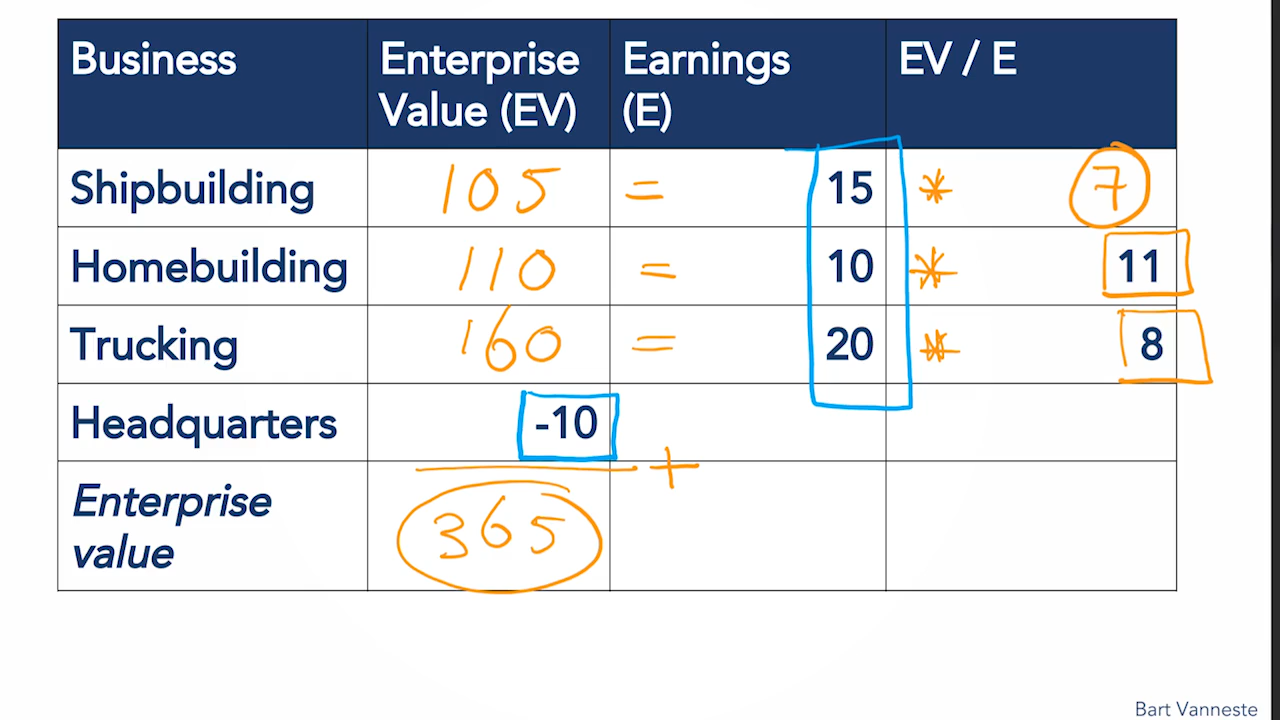 Business Enterprise Value (EV) Earnings (E) EV / E
Shipbuilding 105 = 15 * 7
Homebuilding 110 = 10 * 11
Trucking 160 = 20 * 8
Headquarters -10
+
Enterprise value 365
Bart Vanneste